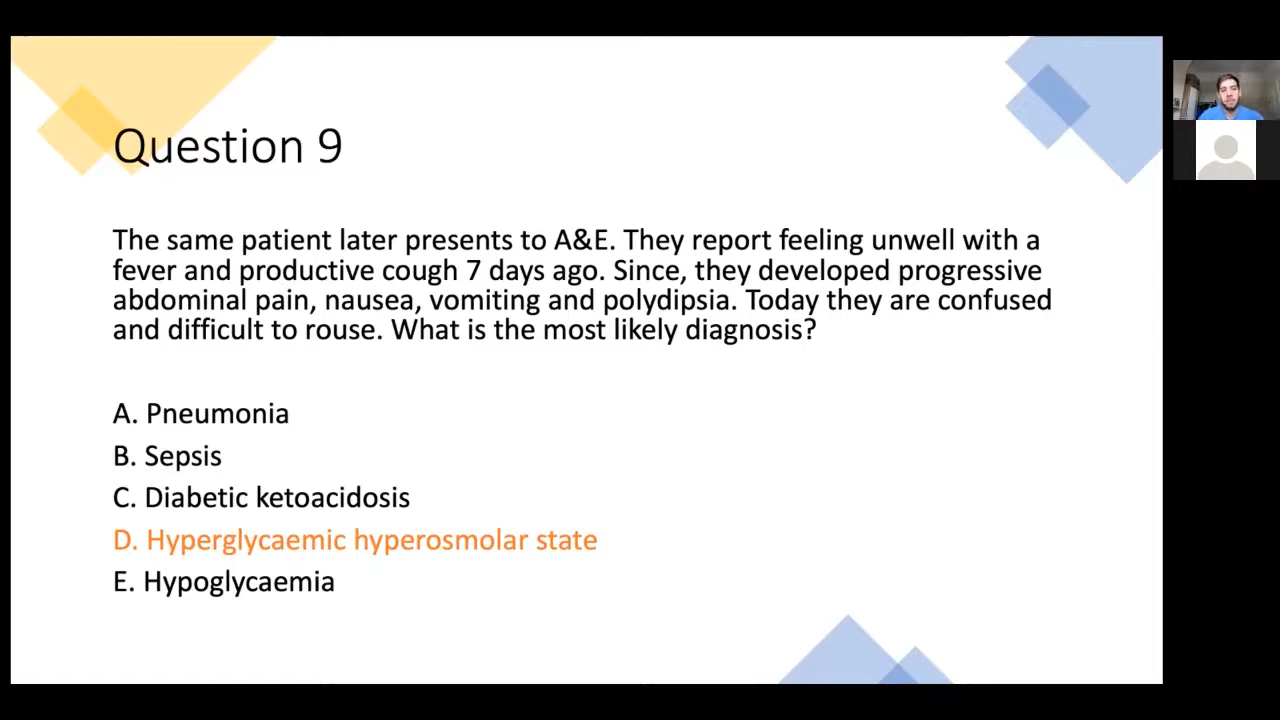 Question 9
The same patient later presents to A&E. They report feeling unwell with a
fever and productive cough 7 days ago. Since, they developed progressive
abdominal pain, nausea, vomiting and polydipsia. Today they are confused
and difficult to rouse. What is the most likely diagnosis?
A. Pneumonia
B. Sepsis
C. Diabetic ketoacidosis
D. Hyperglycaemic hyperosmolar state
E. Hypoglycaemia